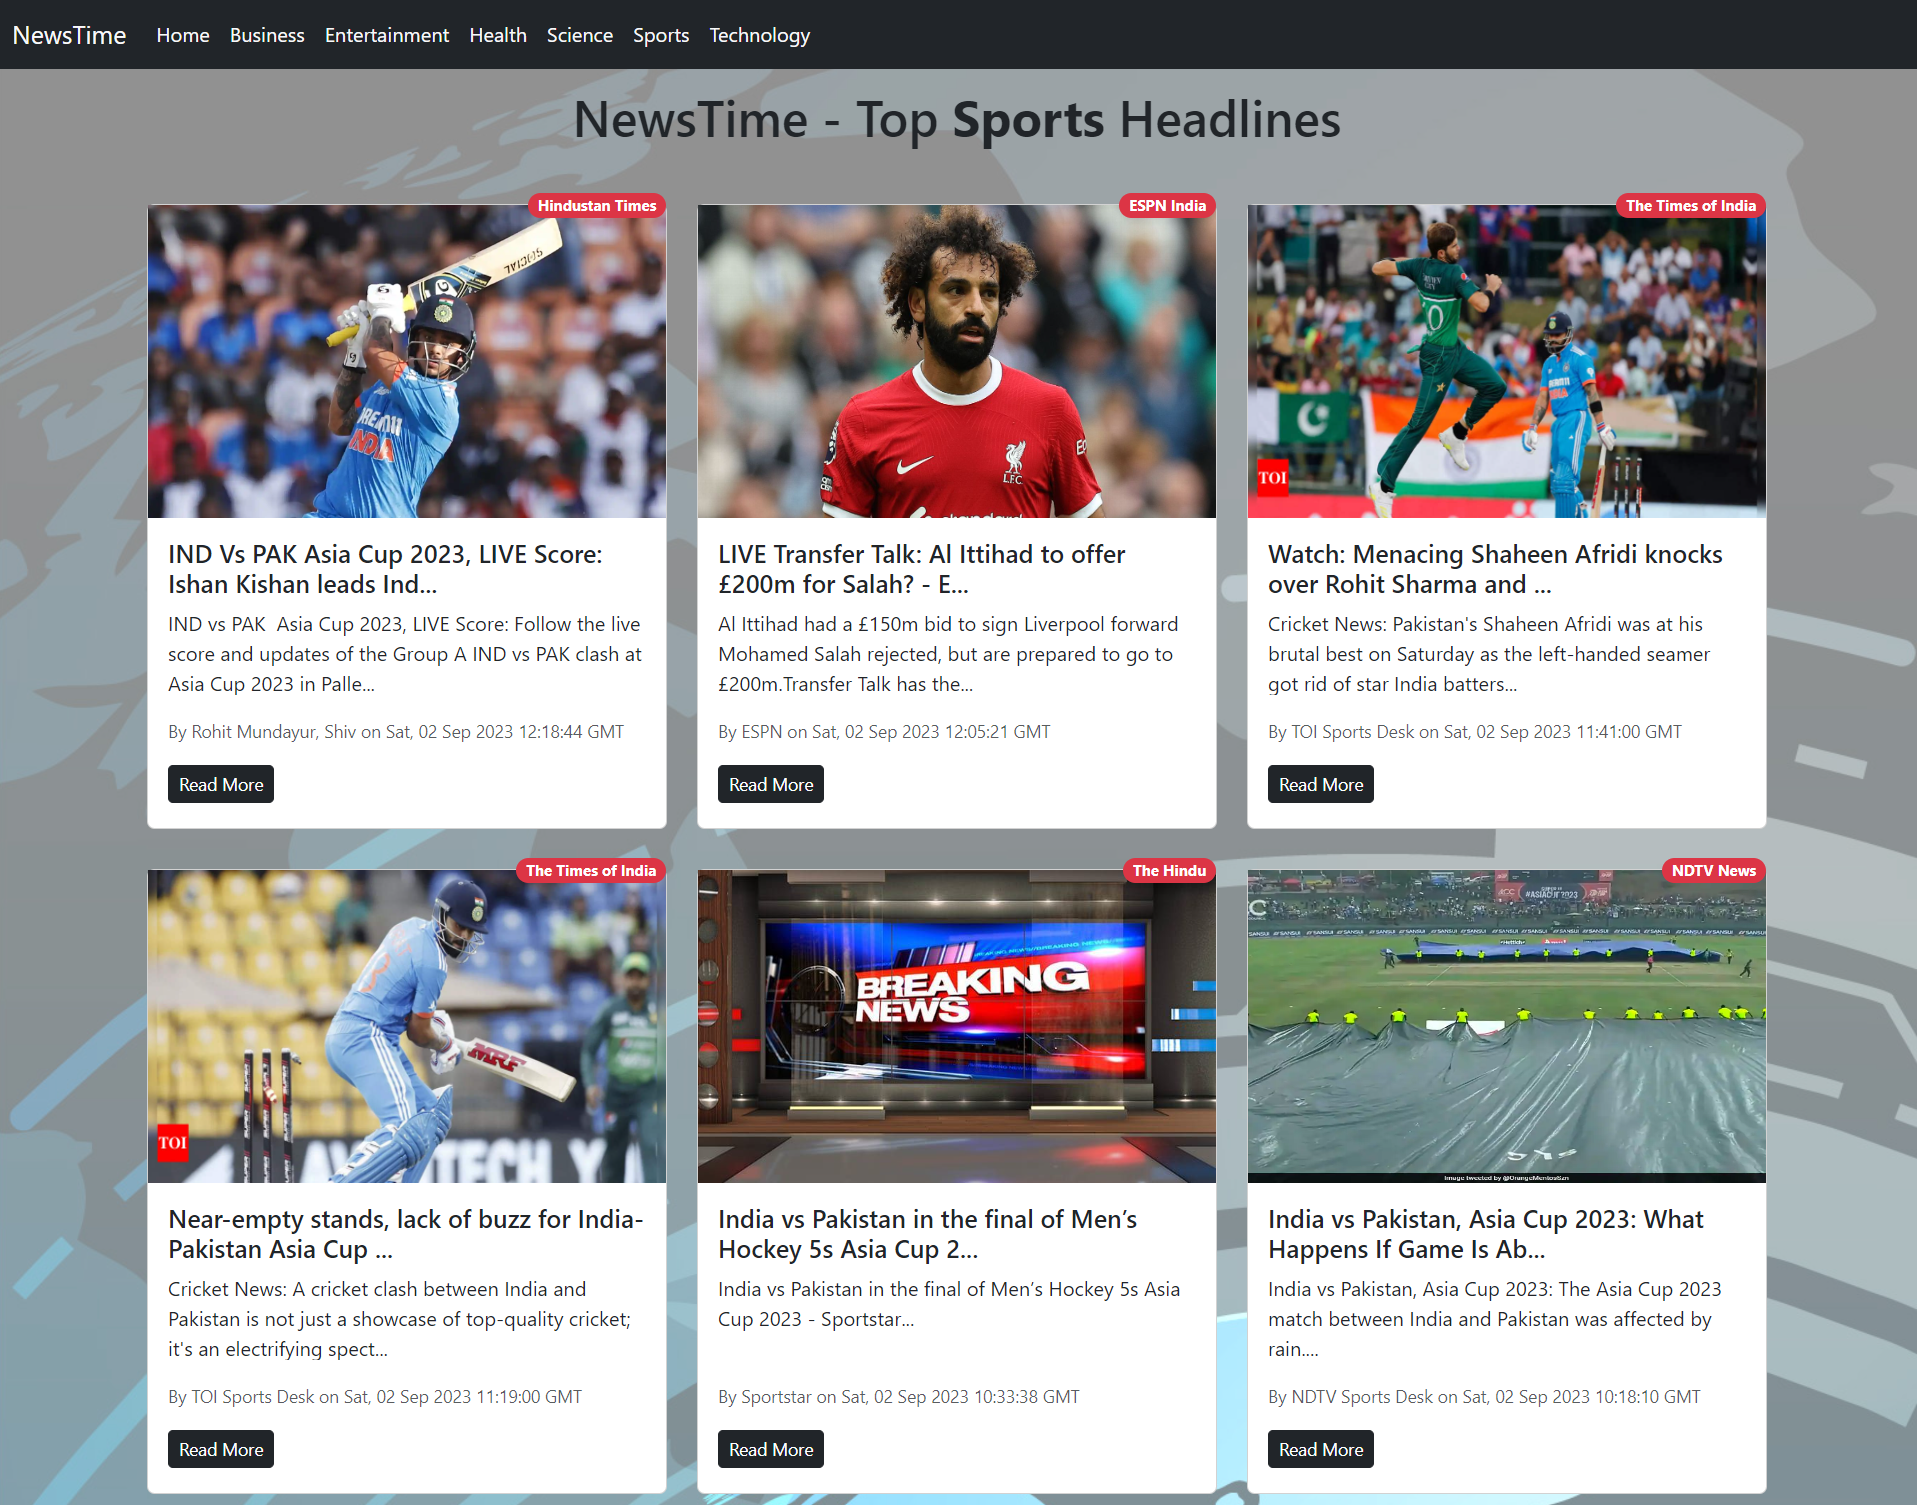 NewsTime Home Business Entertainment Health Science Sports Technology
NewsTime - Top Sports Headlines
Hindustan Times
SOCIAL
DREAM11
INDIA
IND Vs PAK Asia Cup 2023, LIVE Score:
Ishan Kishan leads Ind...
IND vs PAK  Asia Cup 2023, LIVE Score: Follow the live
score and updates of the Group A IND vs PAK clash at
Asia Cup 2023 in Palle...
By Rohit Mundayur, Shiv on Sat, 02 Sep 2023 12:18:44 GMT
Read More
ESPN India
L.F.C.
LIVE Transfer Talk: Al Ittihad to offer
£200m for Salah? - E...
Al Ittihad had a £150m bid to sign Liverpool forward
Mohamed Salah rejected, but are prepared to go to
£200m.Transfer Talk has the...
By ESPN on Sat, 02 Sep 2023 12:05:21 GMT
Read More
The Times of India
TOI
Watch: Menacing Shaheen Afridi knocks
over Rohit Sharma and ...
Cricket News: Pakistan's Shaheen Afridi was at his
brutal best on Saturday as the left-handed seamer
got rid of star India batters...
By TOI Sports Desk on Sat, 02 Sep 2023 11:41:00 GMT
Read More
The Times of India
MRF
TOI
Near-empty stands, lack of buzz for India-
Pakistan Asia Cup ...
Cricket News: A cricket clash between India and
Pakistan is not just a showcase of top-quality cricket;
it's an electrifying spect...
By TOI Sports Desk on Sat, 02 Sep 2023 11:19:00 GMT
Read More
The Hindu
BREAKING
NEWS
India vs Pakistan in the final of Men’s
Hockey 5s Asia Cup 2...
India vs Pakistan in the final of Men’s Hockey 5s Asia
Cup 2023 - Sportstar...
By Sportstar on Sat, 02 Sep 2023 10:33:38 GMT
Read More
NDTV News
#ASIACUP2023
Image tweeted by @OrangeMentosSzn
India vs Pakistan, Asia Cup 2023: What
Happens If Game Is Ab...
India vs Pakistan, Asia Cup 2023: The Asia Cup 2023
match between India and Pakistan was affected by
rain....
By NDTV Sports Desk on Sat, 02 Sep 2023 10:18:10 GMT
Read More